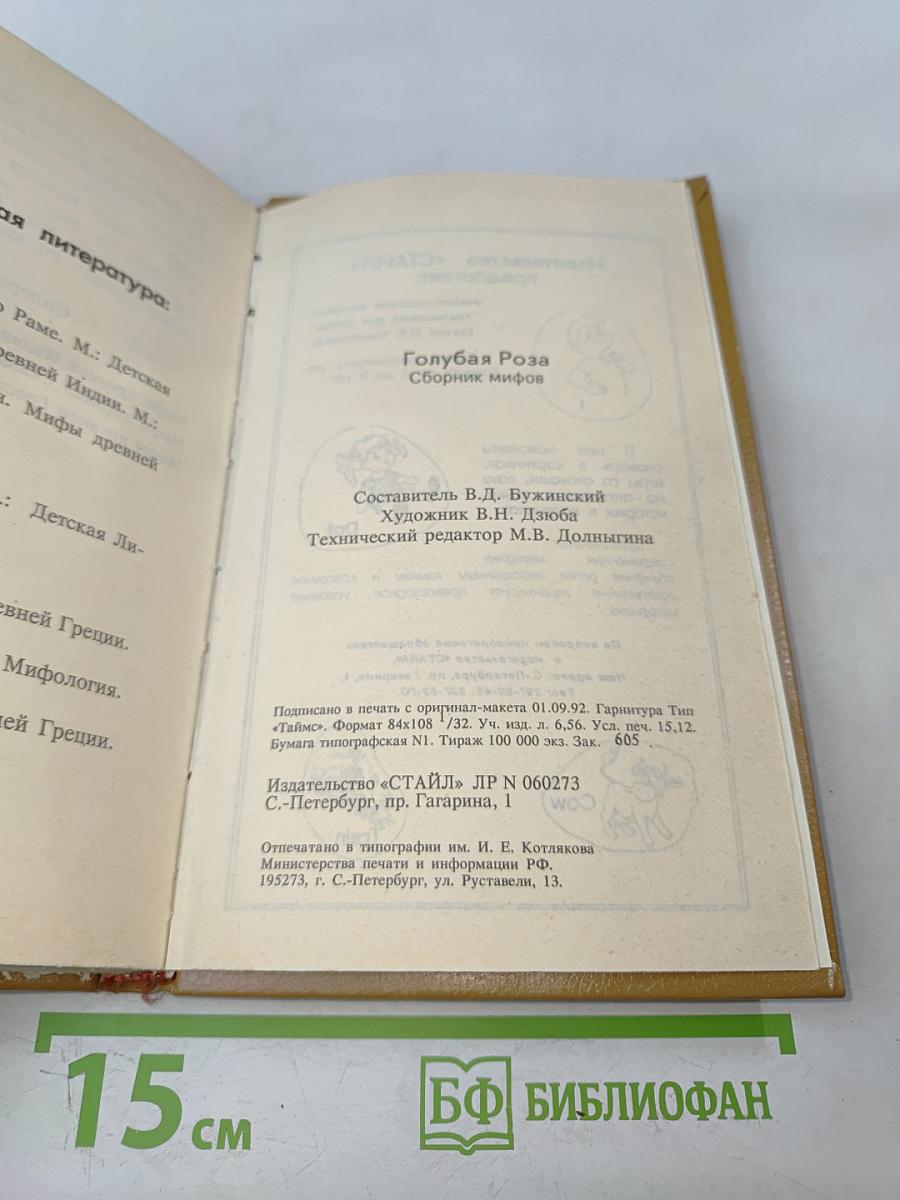 ая литература:
о Раме. М.: Детская
ревней Индии. М.:
н. Мифы древней
.: Детская Ли-
евней Греции.
Мифология.
ней Греции.
Голубая Роза
Сборник мифов
Составитель В.Д. Бужинский
Художник В.Н. Дзюба
Технический редактор М.В. Долныгина
Подписано в печать с оригинал-макета 01.09.92. Гарнитура Тип
«Таймс». Формат 84х108 1/32. Уч. изд. л. 6,56. Усл. печ. 15,12.
Бумага типографская N1. Тираж 100 000 экз. Зак. 605 .
Издательство «СТАЙЛ» ЛР N 060273
С.-Петербург, пр. Гагарина, 1
Отпечатано в типографии им. И. Е. Котлякова
Министерства печати и информации РФ.
195273, г. С.-Петербург, ул. Руставели, 13.
Cow
15 см
БФ БИБЛИОФАН